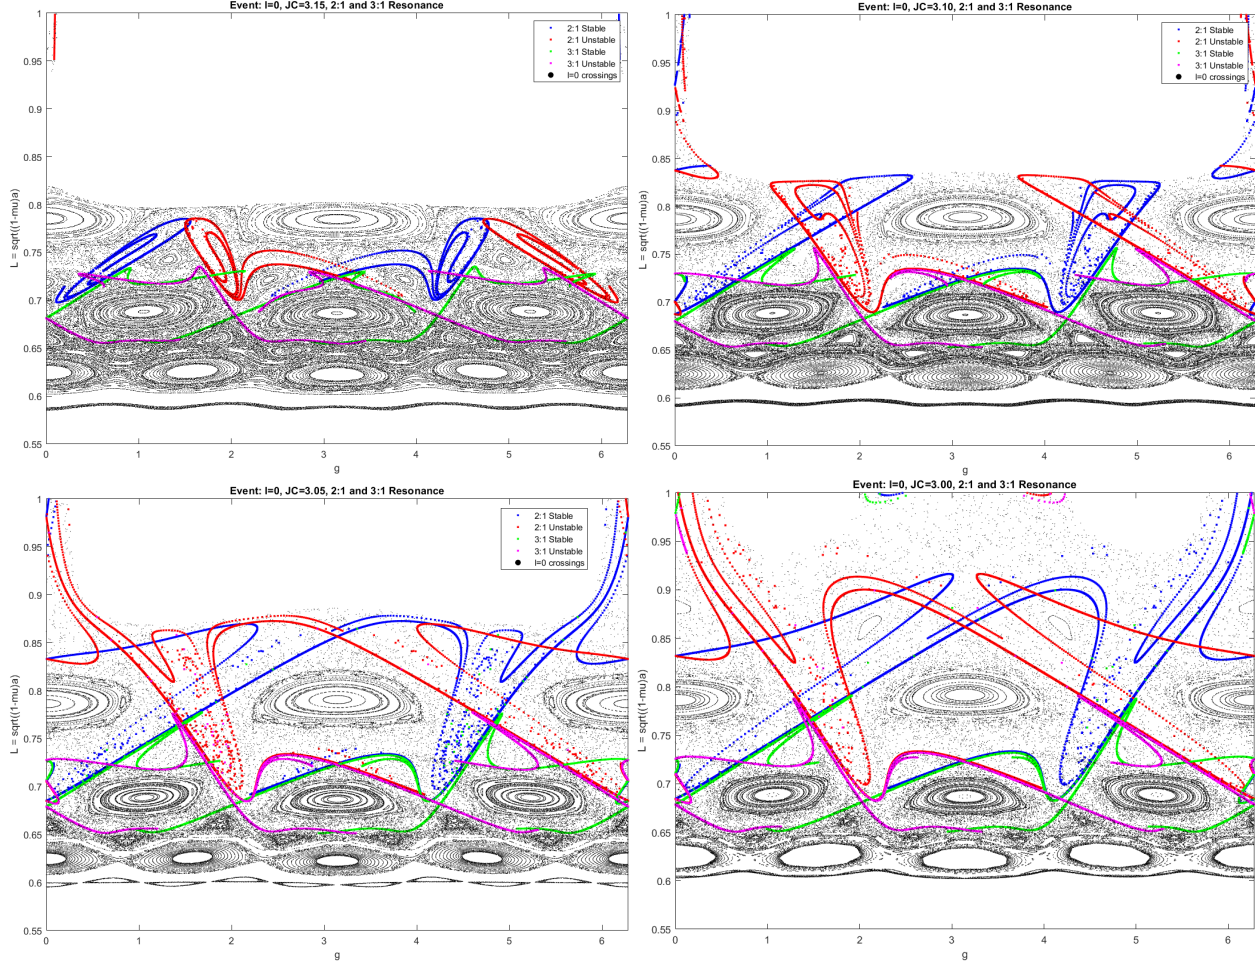 Event: l=0, JC=3.15, 2:1 and 3:1 Resonance
2:1 Stable
2:1 Unstable
3:1 Stable
3:1 Unstable
l=0 crossings
L = sqrt((1-mu)a)
1
0.95
0.9
0.85
0.8
0.75
0.7
0.65
0.6
0.55
0 1 2 3 4 5 6
g
Event: l=0, JC=3.10, 2:1 and 3:1 Resonance
2:1 Stable
2:1 Unstable
3:1 Stable
3:1 Unstable
l=0 crossings
L = sqrt((1-mu)a)
1
0.95
0.9
0.85
0.8
0.75
0.7
0.65
0.6
0.55
0 1 2 3 4 5 6
g
Event: l=0, JC=3.05, 2:1 and 3:1 Resonance
2:1 Stable
2:1 Unstable
3:1 Stable
3:1 Unstable
l=0 crossings
L = sqrt((1-mu)a)
1
0.95
0.9
0.85
0.8
0.75
0.7
0.65
0.6
0.55
0 1 2 3 4 5 6
g
Event: l=0, JC=3.00, 2:1 and 3:1 Resonance
L = sqrt((1-mu)a)
1
0.95
0.9
0.85
0.8
0.75
0.7
0.65
0.6
0.55
0 1 2 3 4 5 6
g